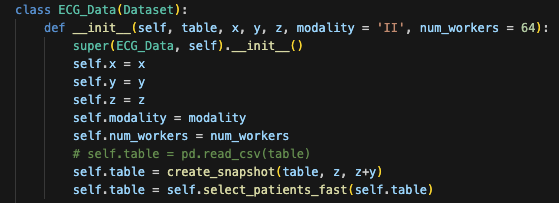 class ECG_Data(Dataset):
    def __init__(self, table, x, y, z, modality = 'II', num_workers = 64):
        super(ECG_Data, self).__init__()
        self.x = x
        self.y = y
        self.z = z
        self.modality = modality
        self.num_workers = num_workers
        # self.table = pd.read_csv(table)
        self.table = create_snapshot(table, z, z+y)
        self.table = self.select_patients_fast(self.table)